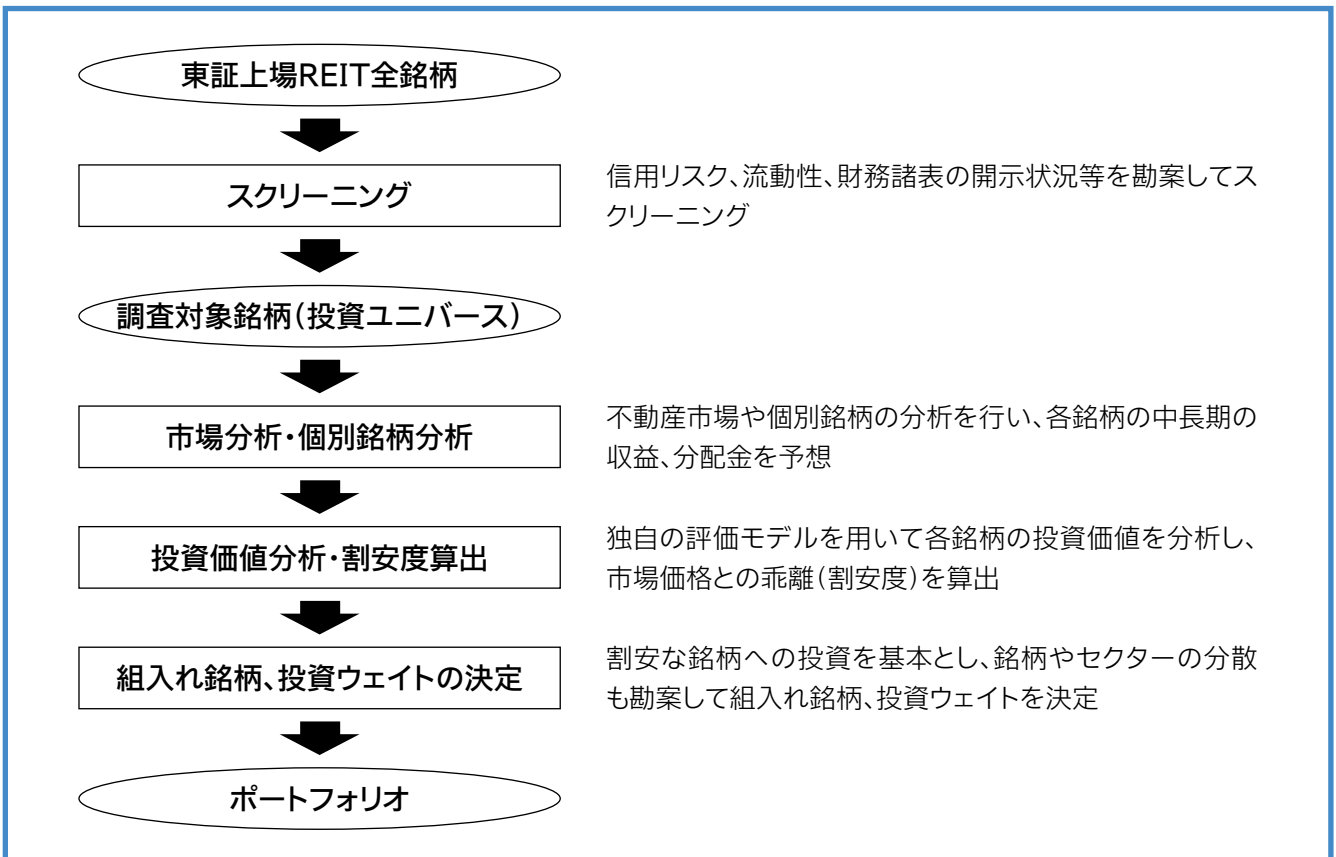 東証上場REIT全銘柄
スクリーニング
信用リスク、流動性、財務諸表の開示状況等を勘案してス
クリーニング
調査対象銘柄(投資ユニバース)
市場分析・個別銘柄分析
不動産市場や個別銘柄の分析を行い、各銘柄の中長期の
収益、分配金を予想
投資価値分析・割安度算出
独自の評価モデルを用いて各銘柄の投資価値を分析し、
市場価格との乖離(割安度)を算出
組入れ銘柄、投資ウェイトの決定
割安な銘柄への投資を基本とし、銘柄やセクターの分散
も勘案して組入れ銘柄、投資ウェイトを決定
ポートフォリオ